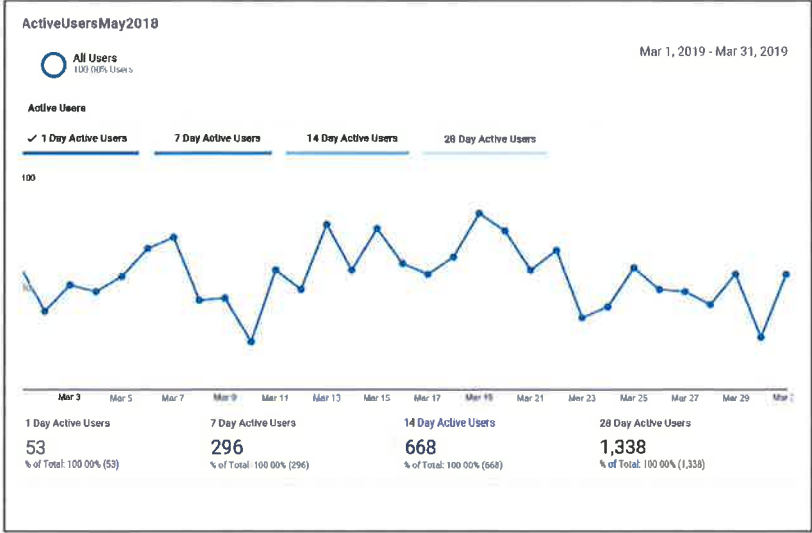 ActiveUsersMay2018
All Users
100.00% Users
Mar 1, 2019 - Mar 31, 2019
Active Users
✓ 1 Day Active Users 7 Day Active Users 14 Day Active Users 28 Day Active Users
100
Mar 3 Mar 5 Mar 7 Mar 9 Mar 11 Mar 13 Mar 15 Mar 17 Mar 19 Mar 21 Mar 23 Mar 25 Mar 27 Mar 29 Mar
1 Day Active Users 7 Day Active Users 14 Day Active Users 28 Day Active Users
53 296 668 1,338
% of Total: 100 00% (53) % of Total: 100 00% (296) % of Total: 100 00% (668) % of Total: 100 00% (1,338)